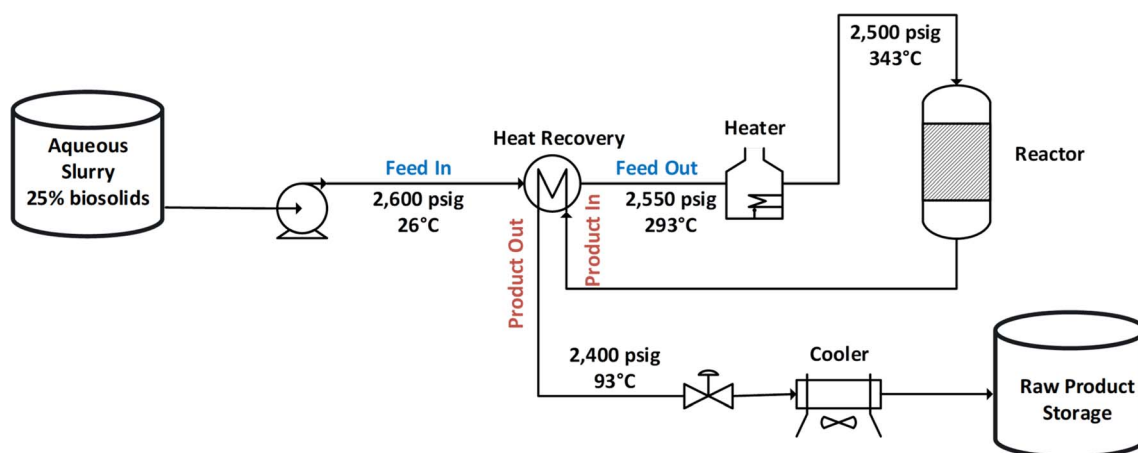 Aqueous
Slurry
25% biosolids
Feed In
2,600 psig
26°C
Heat Recovery
Feed Out
2,550 psig
293°C
Product Out
Product In
Heater
2,500 psig
343°C
Reactor
2,400 psig
93°C
Cooler
Raw Product
Storage